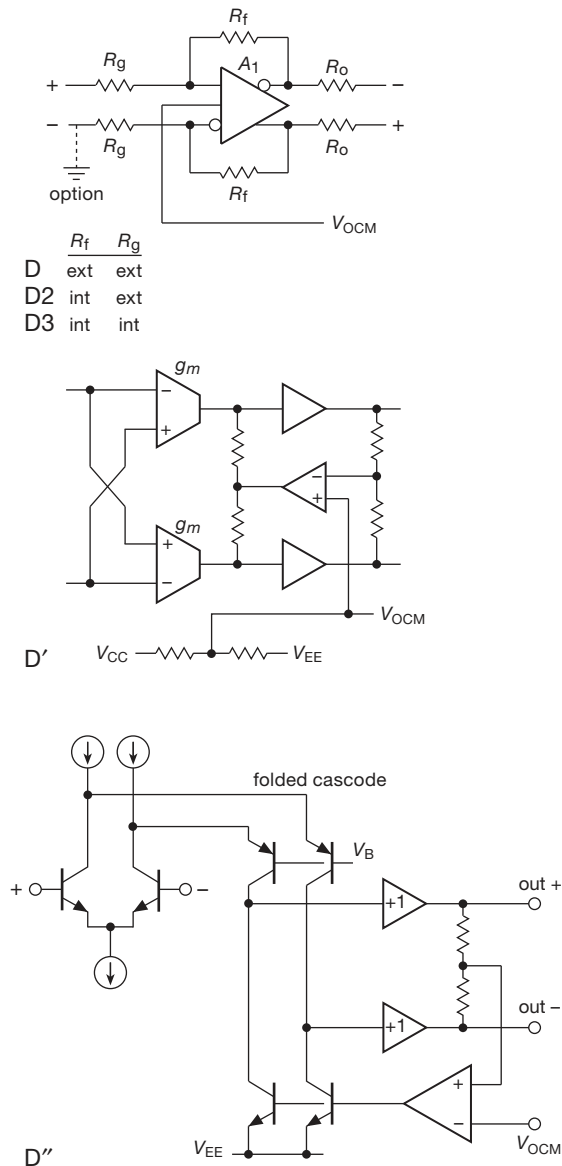 Rf
Rg A1 Ro
+ −
− +
Rg Ro
option Rf
VOCM
Rf Rg
D ext ext
D2 int ext
D3 int int
gm
−
+
−
+
gm
+
−
VOCM
D′ VCC VEE
folded cascode
VB
+ −
+1 out +
+1 out −
+
−
VEE VOCM
D″